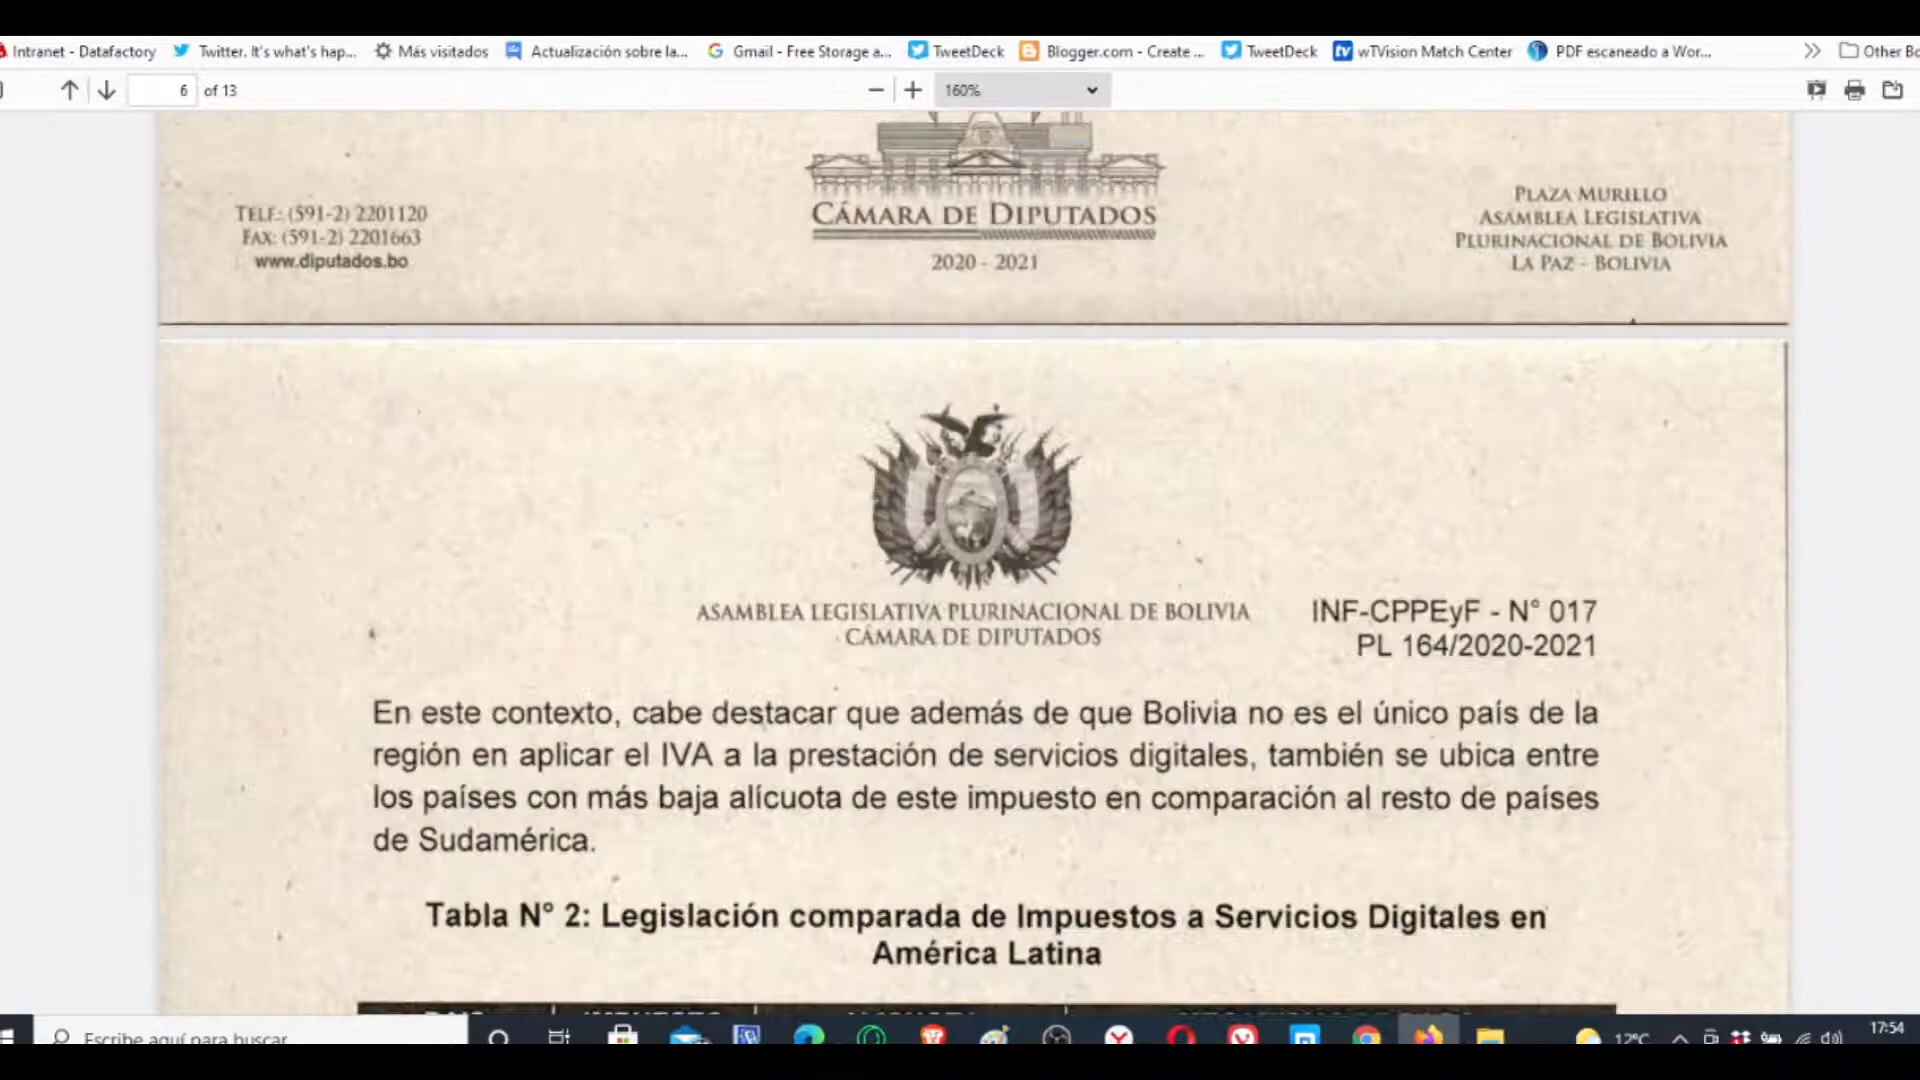 Intranet - Datafactory
Twitter. It's what's hap...
Más visitados
Actualización sobre la...
Gmail - Free Storage a...
TweetDeck
Blogger.com - Create ...
TweetDeck
wTVision Match Center
PDF escaneado a Wor...
Other Bo
6 of 13
160%
TELF.: (591-2) 2201120
FAX: (591-2) 2201663
www.diputados.bo
CÁMARA DE DIPUTADOS
2020 - 2021
PLAZA MURILLO
ASAMBLEA LEGISLATIVA
PLURINACIONAL DE BOLIVIA
LA PAZ - BOLIVIA
ASAMBLEA LEGISLATIVA PLURINACIONAL DE BOLIVIA
CÁMARA DE DIPUTADOS
INF-CPPEyF - N° 017
PL 164/2020-2021
En este contexto, cabe destacar que además de que Bolivia no es el único país de la
región en aplicar el IVA a la prestación de servicios digitales, también se ubica entre
los países con más baja alícuota de este impuesto en comparación al resto de países
de Sudamérica.
Tabla N° 2: Legislación comparada de Impuestos a Servicios Digitales en
América Latina
Escribe aquí para buscar
12°C
17:54